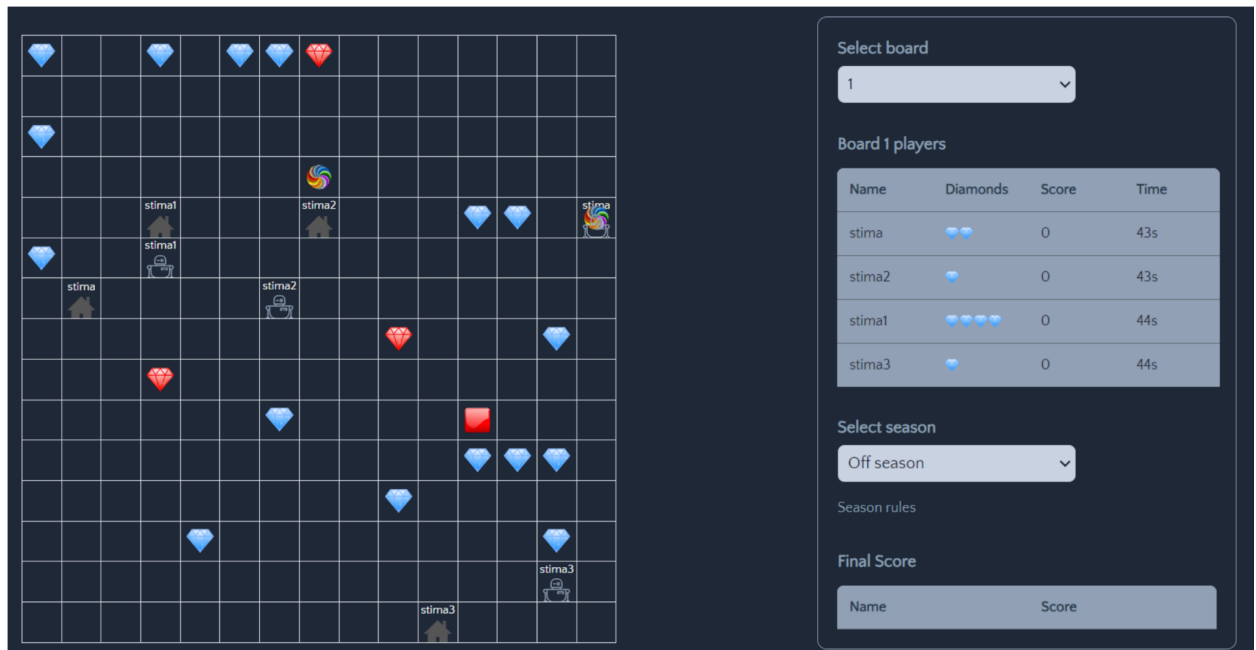 stima1
stima2
stima
stima1
stima
stima2
stima3
stima3
Select board
1
Board 1 players
Name Diamonds Score Time
stima 0 43s
stima2 0 43s
stima1 0 44s
stima3 0 44s
Select season
Off season
Season rules
Final Score
Name Score